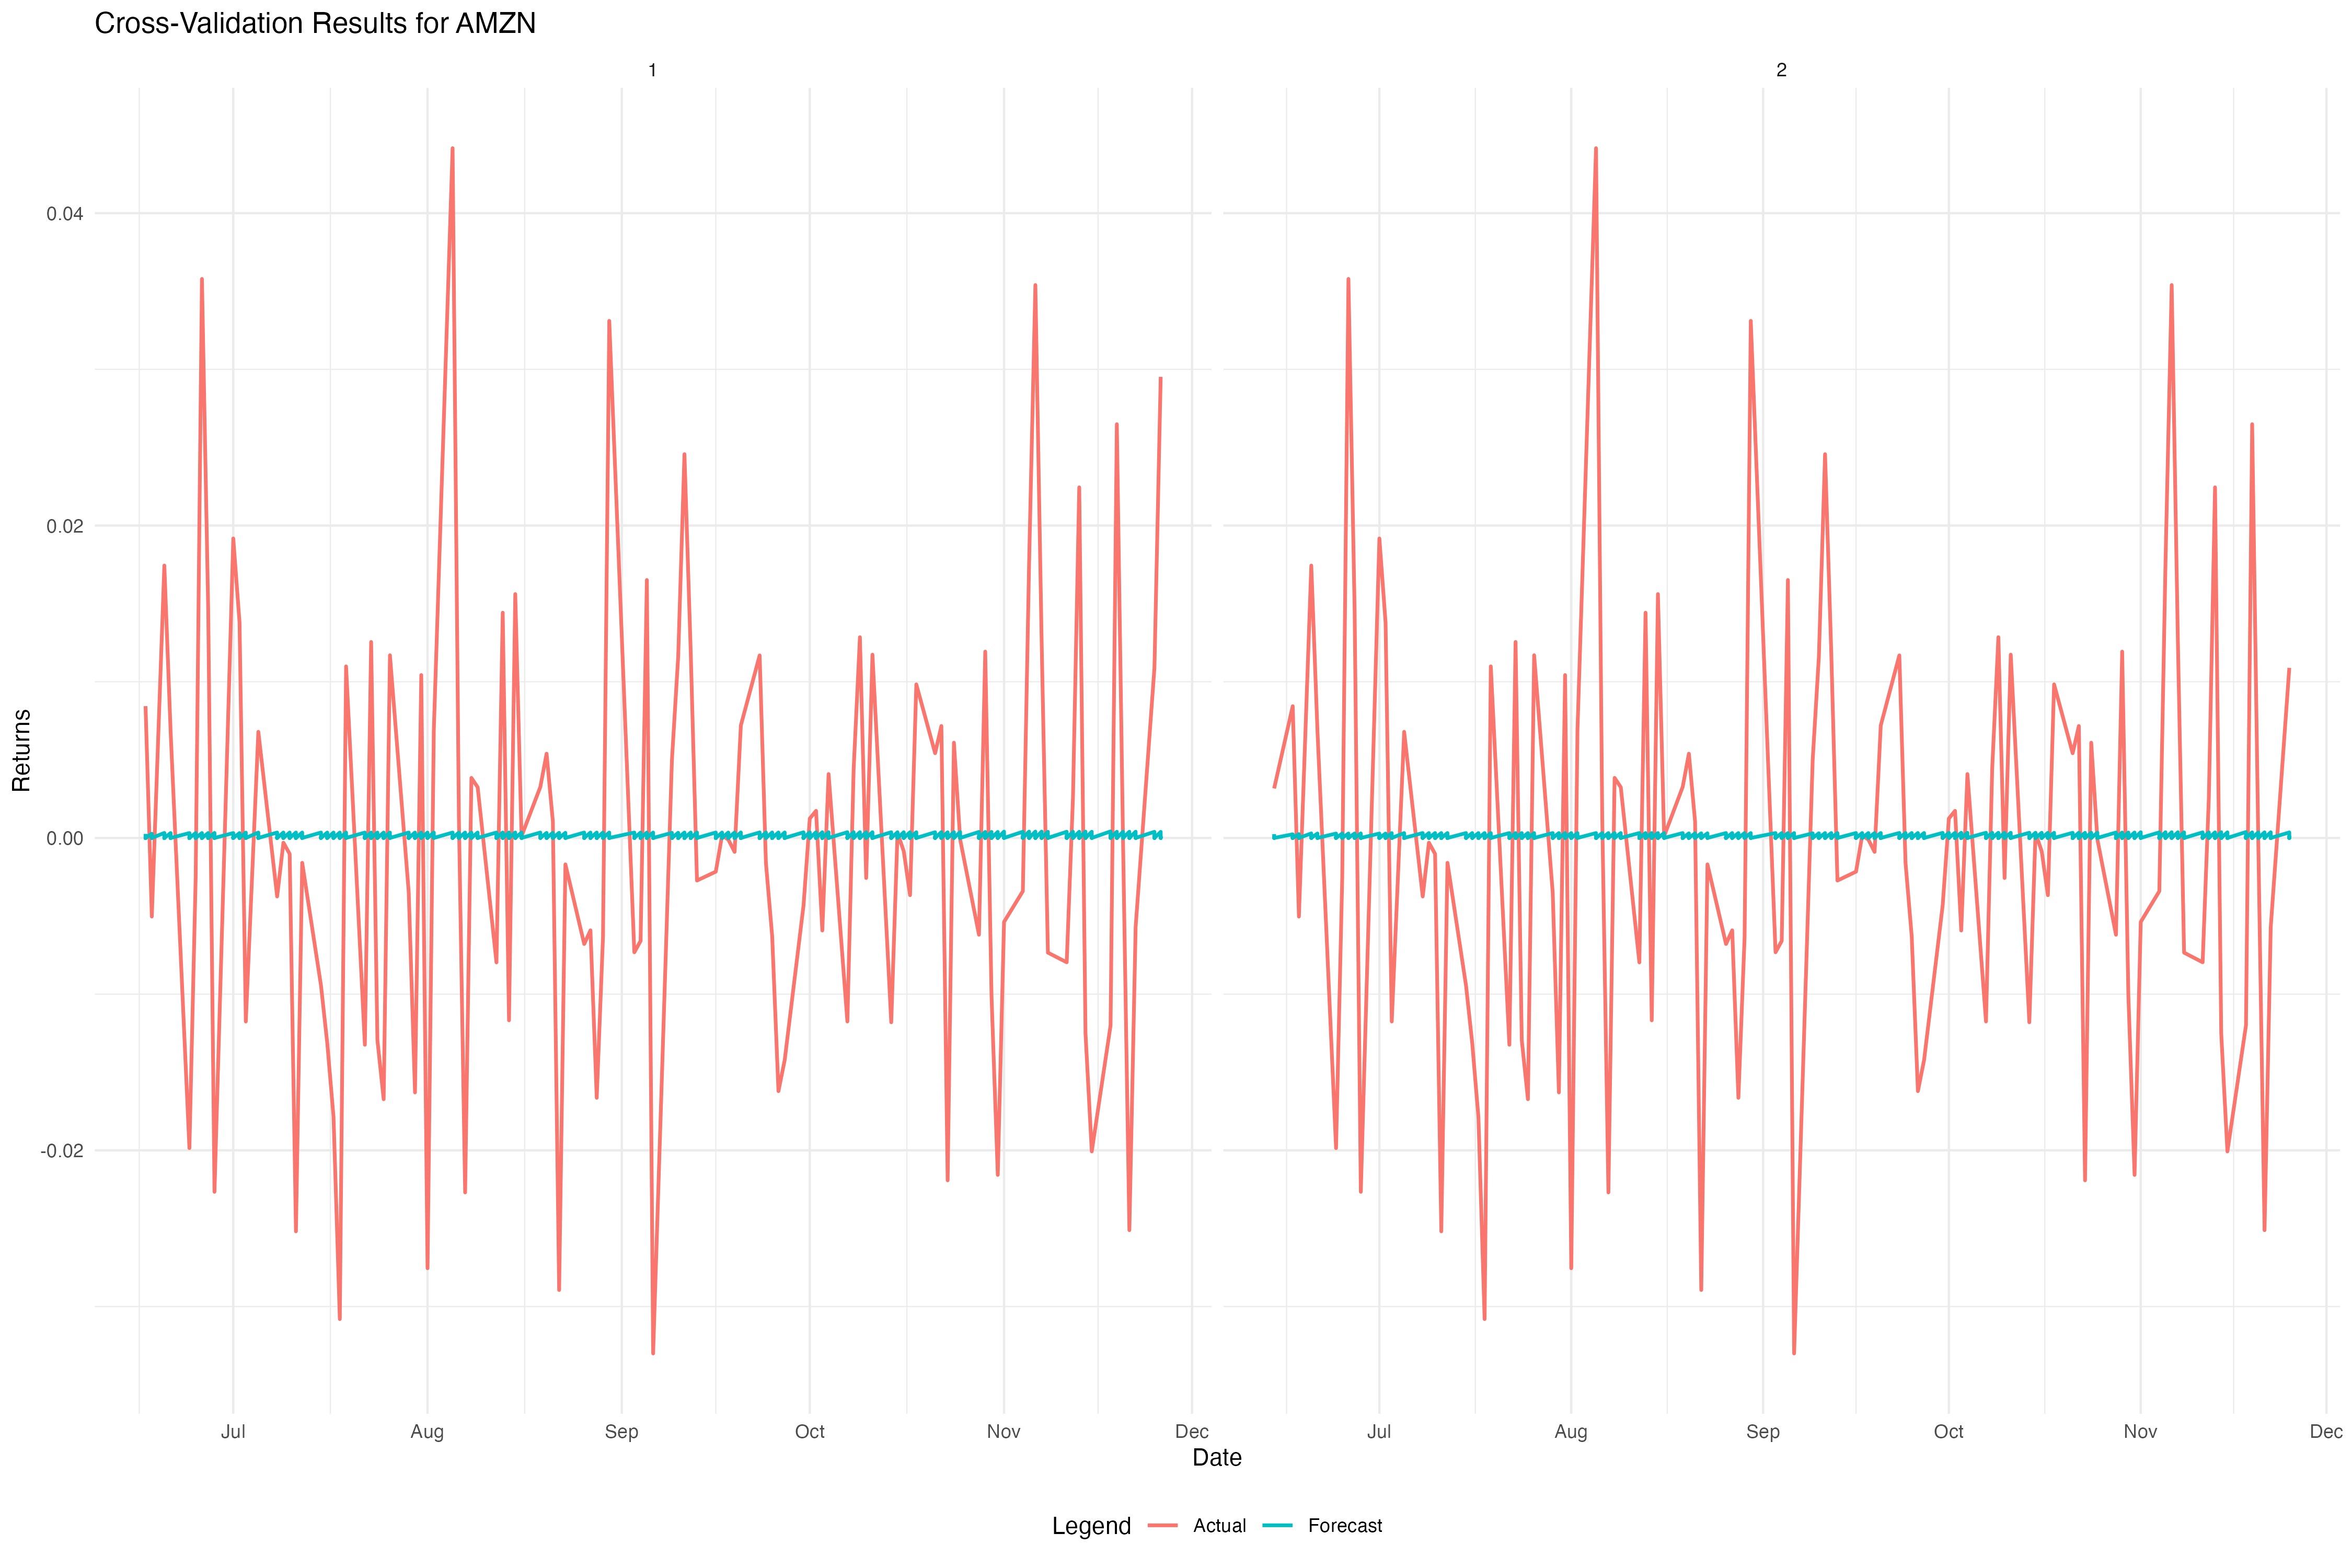 Cross-Validation Results for AMZN
1 2
0.04
0.02
0.00
-0.02
Returns
Jul Aug Sep Oct Nov Dec Jul Aug Sep Oct Nov Dec
Date
Legend Actual Forecast